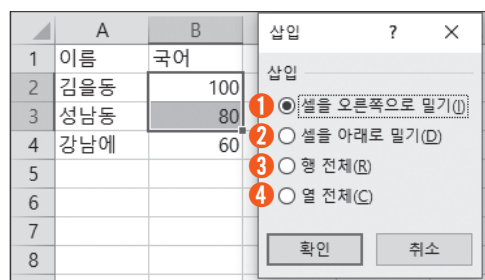 A B
1 이름 국어
2 김을동 100
3 성남동 80
4 강남에 60
5
6
7
8
삽입 ? ×
삽입
1 셀을 오른쪽으로 밀기(I)
2 셀을 아래로 밀기(D)
3 행 전체(R)
4 열 전체(C)
확인 취소